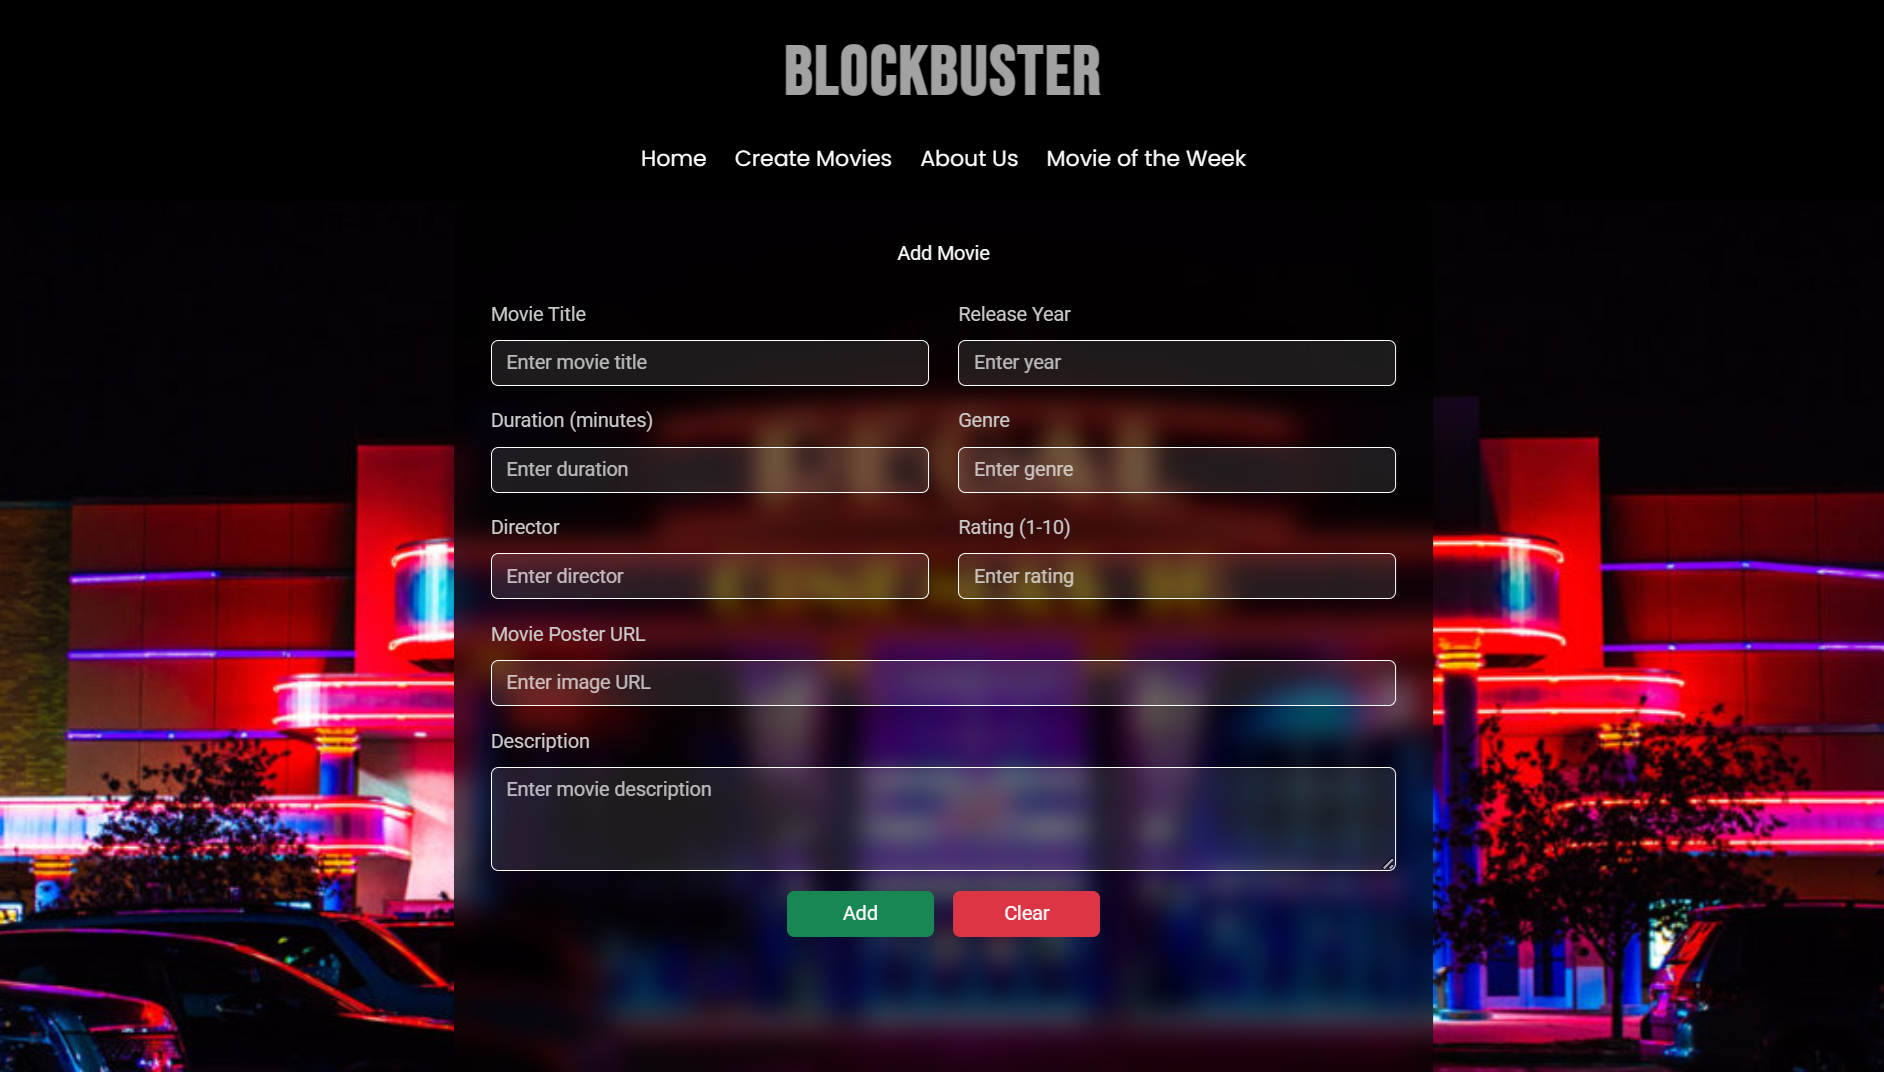 BLOCKBUSTER
Home Create Movies About Us Movie of the Week
Add Movie
Movie Title Release Year
Enter movie title Enter year
Duration (minutes) Genre
Enter duration Enter genre
Director Rating (1-10)
Enter director Enter rating
Movie Poster URL
Enter image URL
Description
Enter movie description
Add Clear